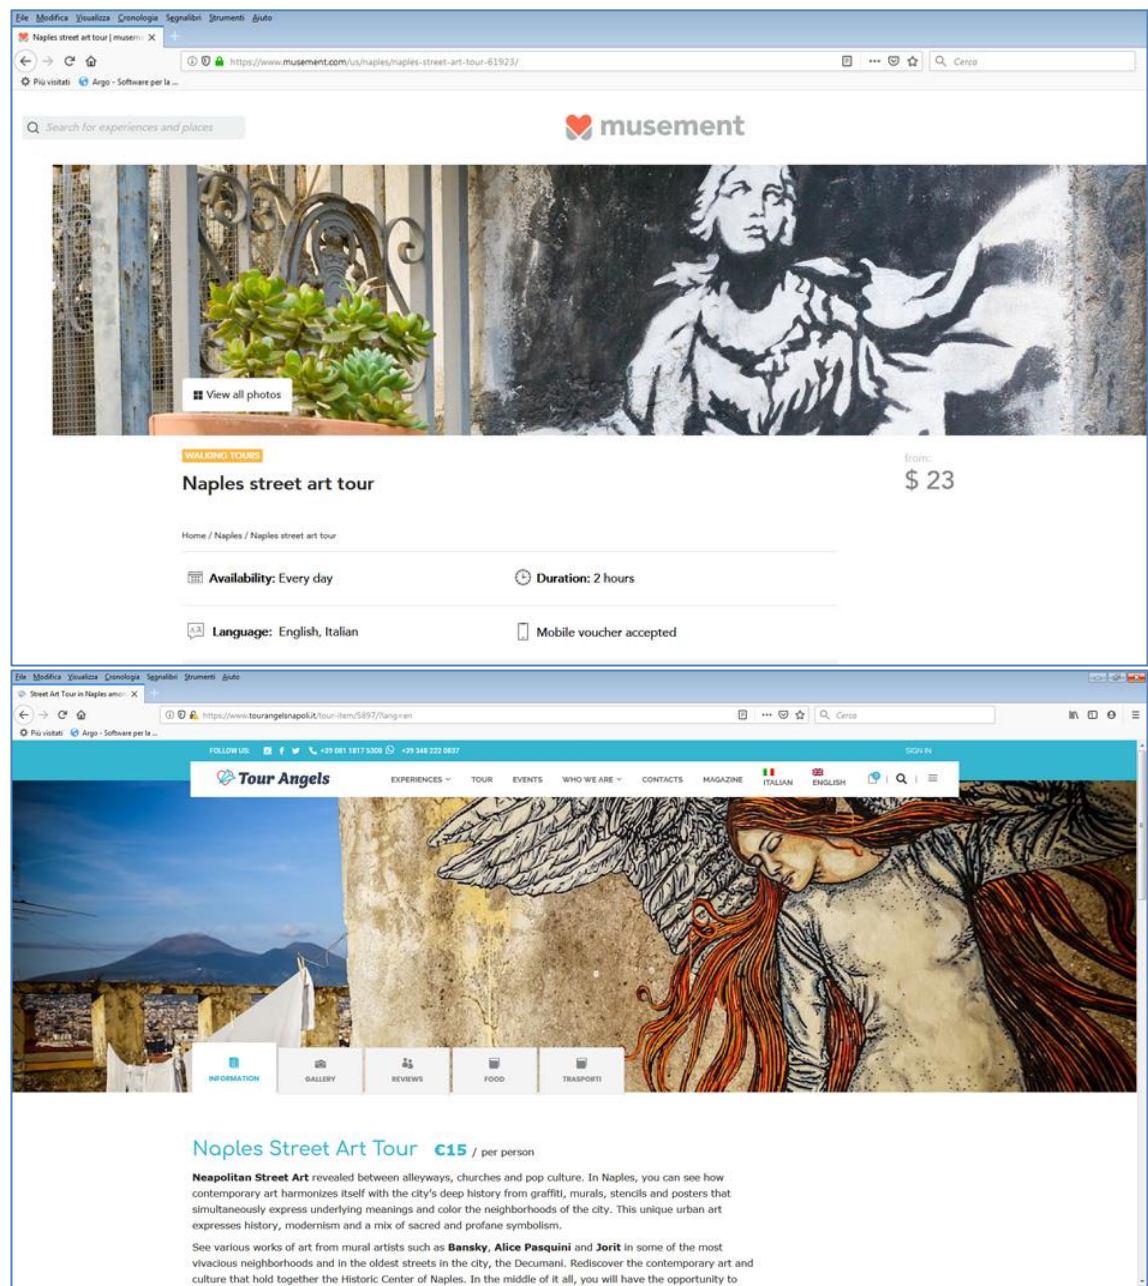 File Modifica Visualizza Cronologia Segnalibri Strumenti Aiuto
Naples street art tour | museme
https://www.musement.com/us/naples/naples-street-art-tour-61923/
Cerca
Più visitati Argo - Software per la ...
Search for experiences and places
musement
View all photos
WALKING TOURS
from:
Naples street art tour
$ 23
Home / Naples / Naples street art tour
Availability: Every day
Duration: 2 hours
Language: English, Italian
Mobile voucher accepted
File Modifica Visualizza Cronologia Segnalibri Strumenti Aiuto
Street Art Tour in Naples amon
https://www.tourangelsnapoli.it/tour-item/5897/?lang=en
Cerca
Più visitati Argo - Software per la ...
FOLLOW US: +39 081 1817 5308 +39 348 222 0837
SIGN IN
Tour Angels
EXPERIENCES TOUR EVENTS WHO WE ARE CONTACTS MAGAZINE ITALIAN ENGLISH
INFORMATION GALLERY REVIEWS FOOD TRASPORTI
Naples Street Art Tour €15 / per person
Neapolitan Street Art revealed between alleyways, churches and pop culture. In Naples, you can see how
contemporary art harmonizes itself with the city's deep history from graffiti, murals, stencils and posters that
simultaneously express underlying meanings and color the neighborhoods of the city. This unique urban art
expresses history, modernism and a mix of sacred and profane symbolism.
See various works of art from mural artists such as Bansky, Alice Pasquini and Jorit in some of the most
vivacious neighborhoods and in the oldest streets in the city, the Decumani. Rediscover the contemporary art and
culture that hold together the Historic Center of Naples. In the middle of it all, you will have the opportunity to